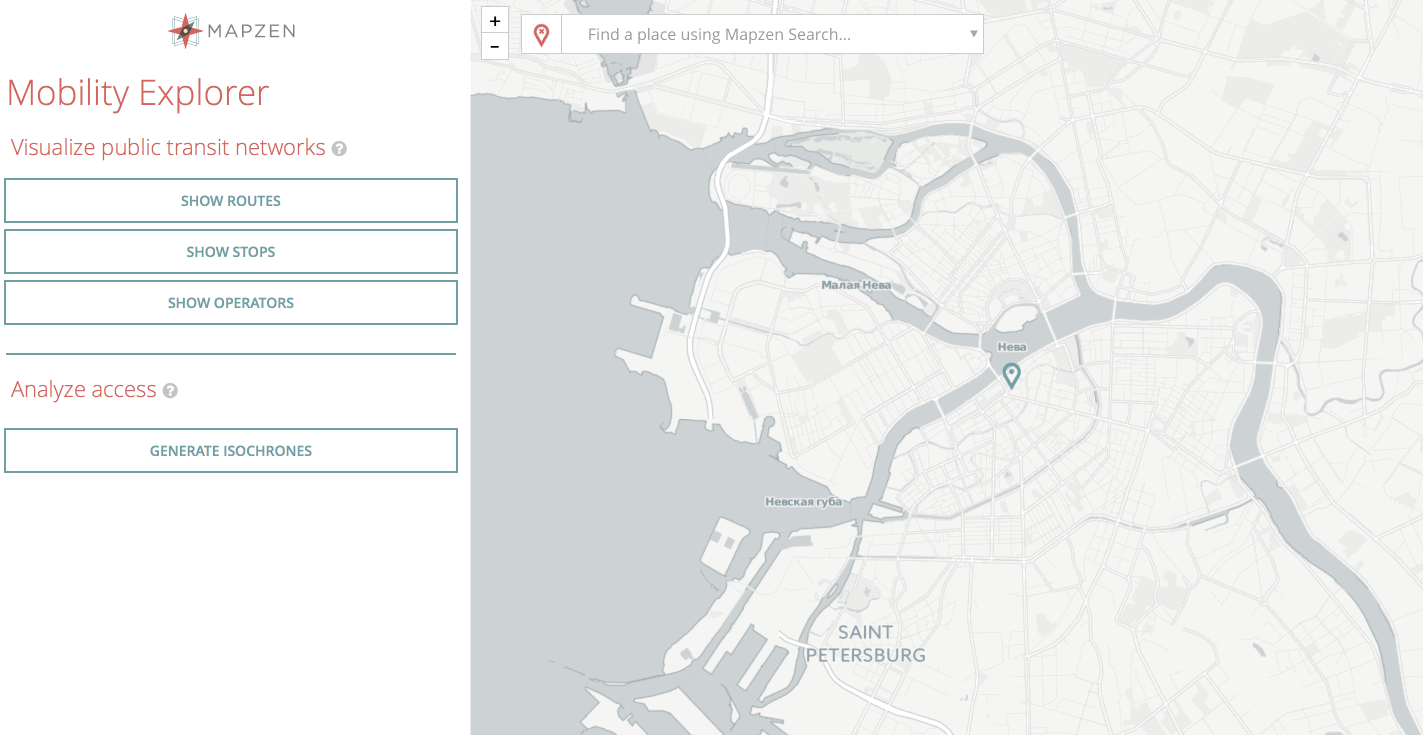 MAPZEN
Mobility Explorer
Visualize public transit networks ?
SHOW ROUTES
SHOW STOPS
SHOW OPERATORS
Analyze access ?
GENERATE ISOCHRONES
+
-
Find a place using Mapzen Search...
Малая Нева
Нева
Невская губа
SAINT
PETERSBURG